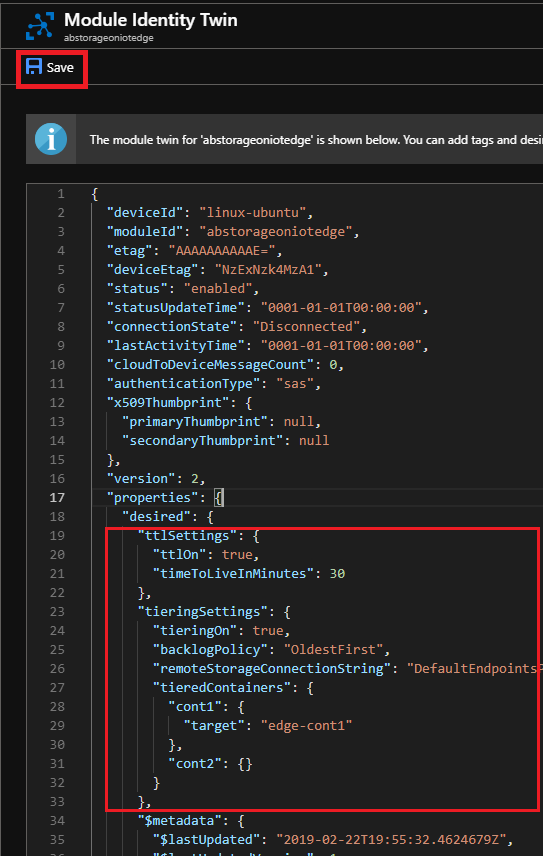 Module Identity Twin
abstorageoniotedge
Save
The module twin for 'abstorageoniotedge' is shown below. You can add tags and desi
1 {
2 "deviceId": "linux-ubuntu",
3 "moduleId": "abstorageoniotedge",
4 "etag": "AAAAAAAAAAE=",
5 "deviceEtag": "NzExNzk4MzA1",
6 "status": "enabled",
7 "statusUpdateTime": "0001-01-01T00:00:00",
8 "connectionState": "Disconnected",
9 "lastActivityTime": "0001-01-01T00:00:00",
10 "cloudToDeviceMessageCount": 0,
11 "authenticationType": "sas",
12 "x509Thumbprint": {
13 "primaryThumbprint": null,
14 "secondaryThumbprint": null
15 },
16 "version": 2,
17 "properties": {
18 "desired": {
19 "ttlSettings": {
20 "ttlOn": true,
21 "timeToLiveInMinutes": 30
22 },
23 "tieringSettings": {
24 "tieringOn": true,
25 "backlogPolicy": "OldestFirst",
26 "remoteStorageConnectionString": "DefaultEndpointsP
27 "tieredContainers": {
28 "cont1": {
29 "target": "edge-cont1"
30 },
31 "cont2": {}
32 }
33 },
34 "$metadata": {
35 "$lastUpdated": "2019-02-22T19:55:32.4624679Z",
36 "$lastUpdatedVersion": 1